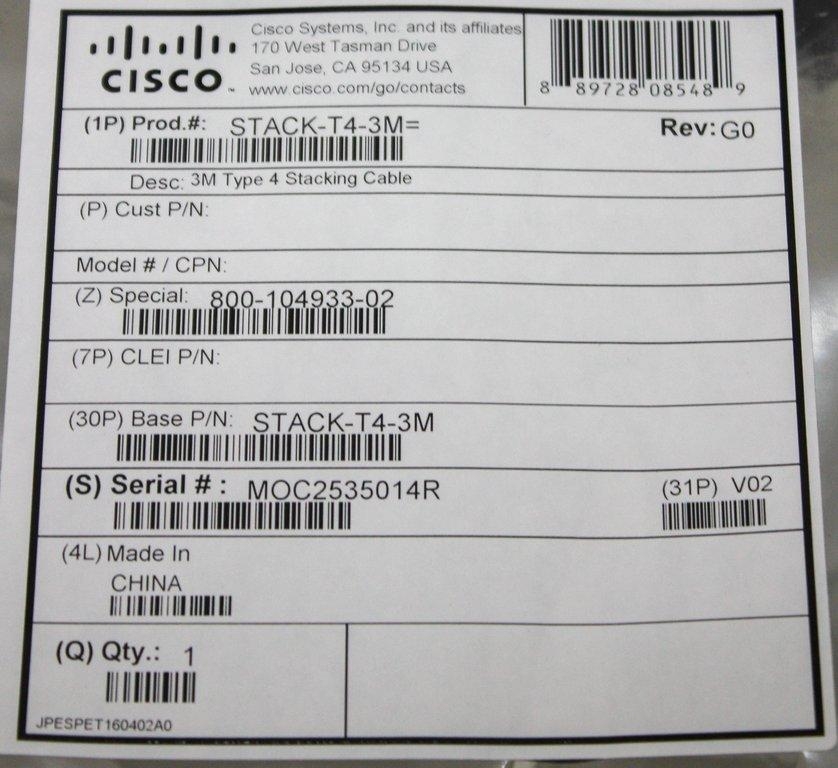 CISCO™
Cisco Systems, Inc. and its affiliates
170 West Tasman Drive
San Jose, CA 95134 USA
www.cisco.com/go/contacts
8 89728 08548 9
(1P) Prod.#: STACK-T4-3M= Rev: G0
Desc: 3M Type 4 Stacking Cable
(P) Cust P/N:
Model # / CPN:
(Z) Special: 800-104933-02
(7P) CLEI P/N:
(30P) Base P/N: STACK-T4-3M
(S) Serial # : MOC2535014R (31P) V02
(4L) Made In
CHINA
(Q) Qty.: 1
JPESPET160402A0